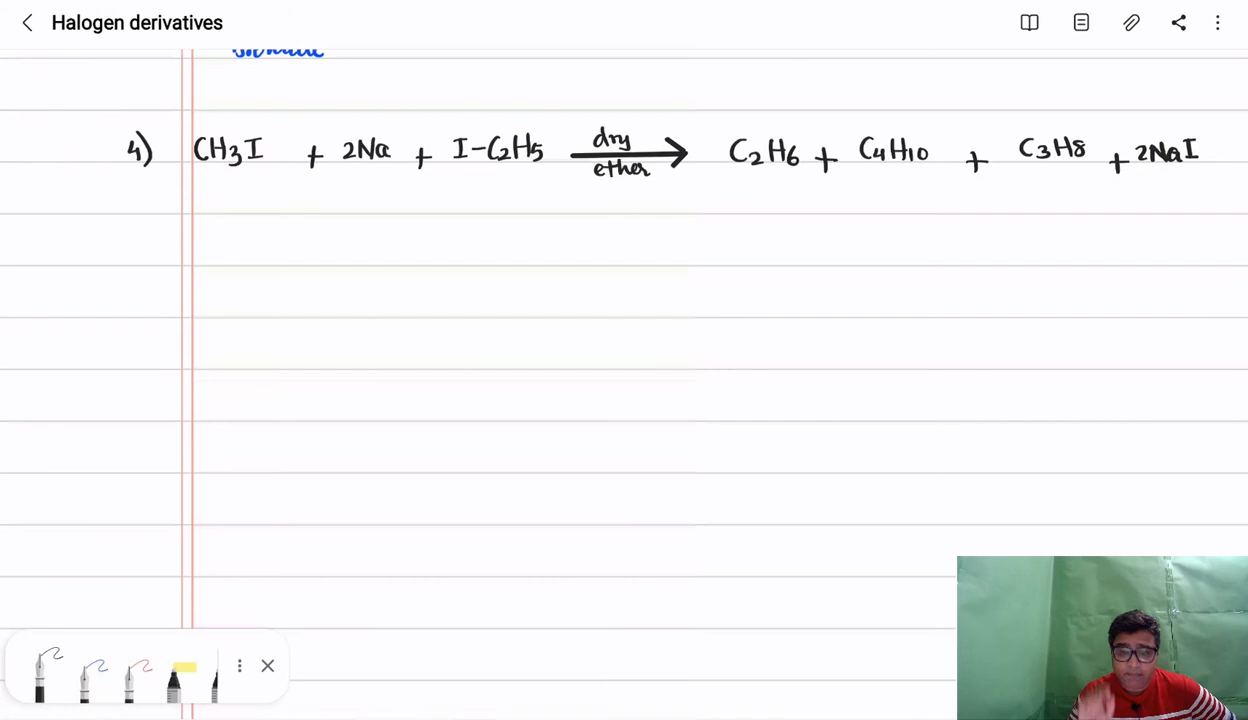 Halogen derivatives
4) CH3I + 2Na + I-C2H5 dry ether → C2H6 + C4H10 + C3H8 + 2NaI